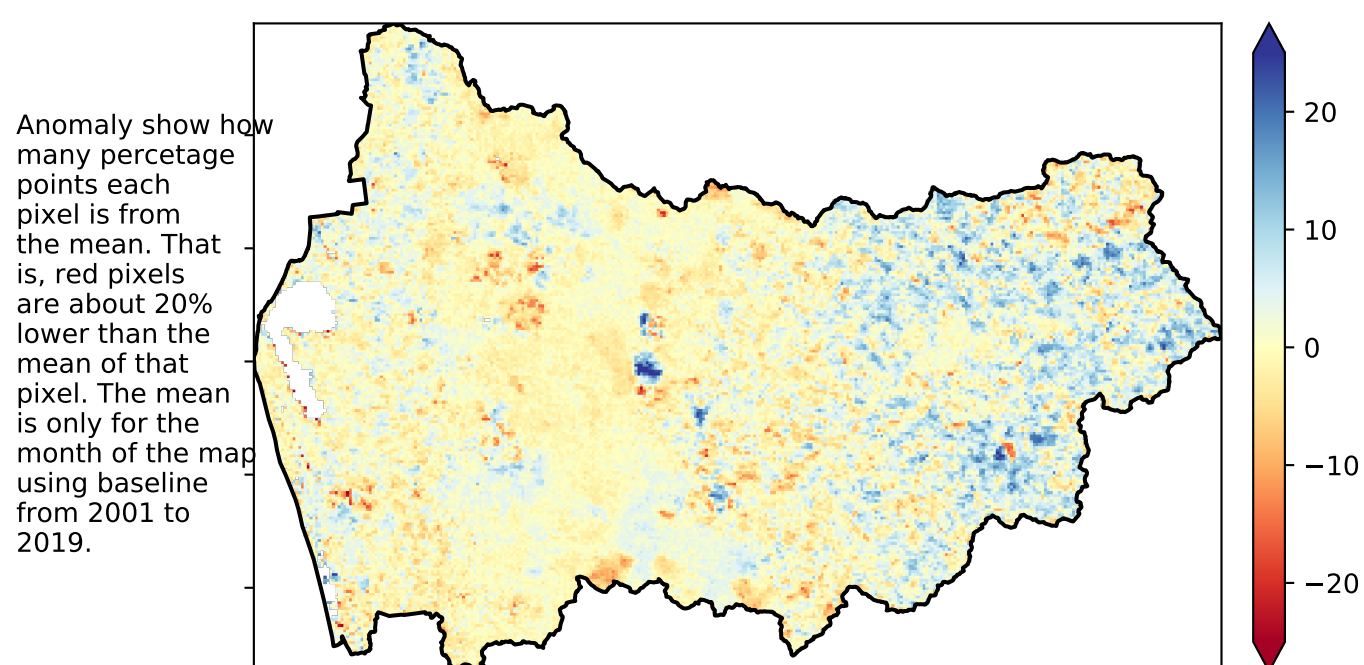 Anomaly show how
many percetage
points each
pixel is from
the mean. That
is, red pixels
are about 20%
lower than the
mean of that
pixel. The mean
is only for the
month of the map
using baseline
from 2001 to
2019.
20
10
0
−10
−20